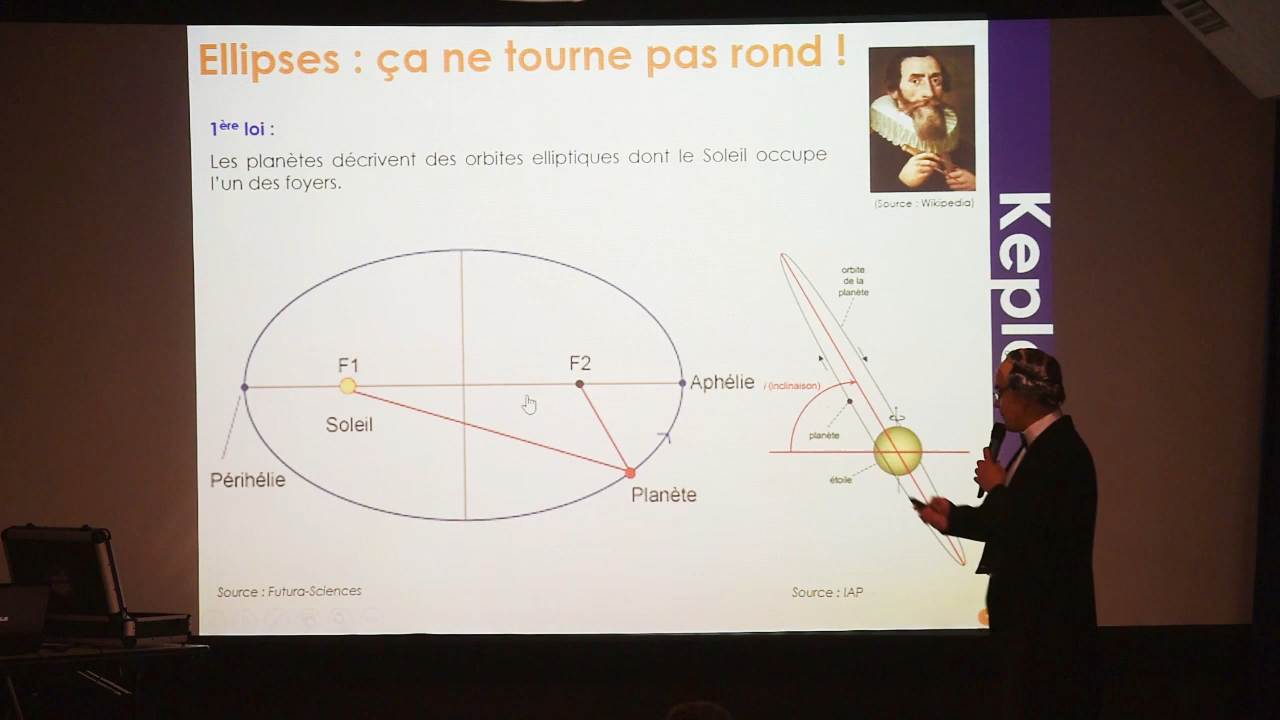 Ellipses : ça ne tourne pas rond !
1ère loi :
Les planètes décrivent des orbites elliptiques dont le Soleil occupe
l'un des foyers.
(Source : Wikipedia)
Keple
orbite
de la
planète
F1
F2
Aphélie
i (inclinaison)
Soleil
planète
Périhélie
étoile
Planète
Source : Futura-Sciences
Source : IAP